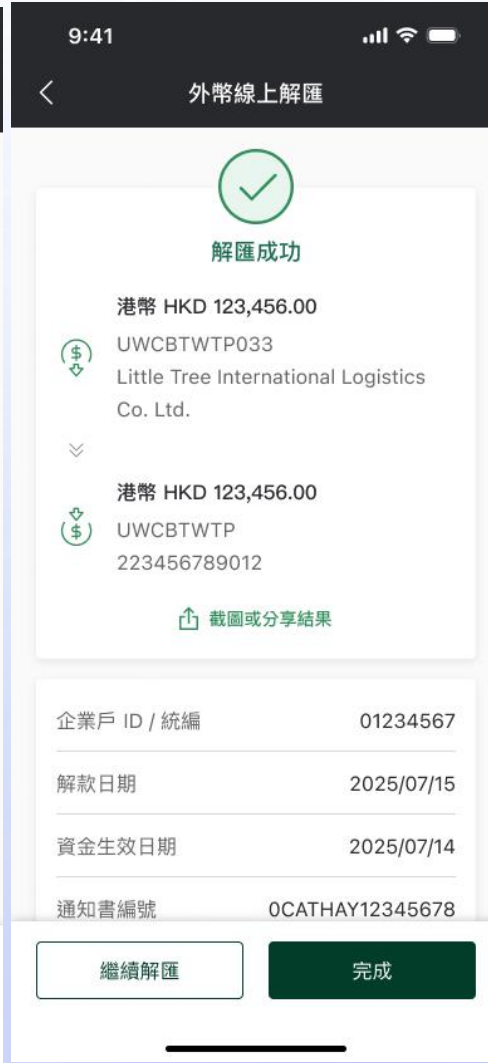 9:41
外幣線上解匯
解匯成功
港幣 HKD 123,456.00
UWCBTWTP033
Little Tree International Logistics
Co. Ltd.
港幣 HKD 123,456.00
UWCBTWTP
223456789012
截圖或分享結果
企業戶 ID / 統編 01234567
解款日期 2025/07/15
資金生效日期 2025/07/14
通知書編號 0CATHAY12345678
繼續解匯 完成